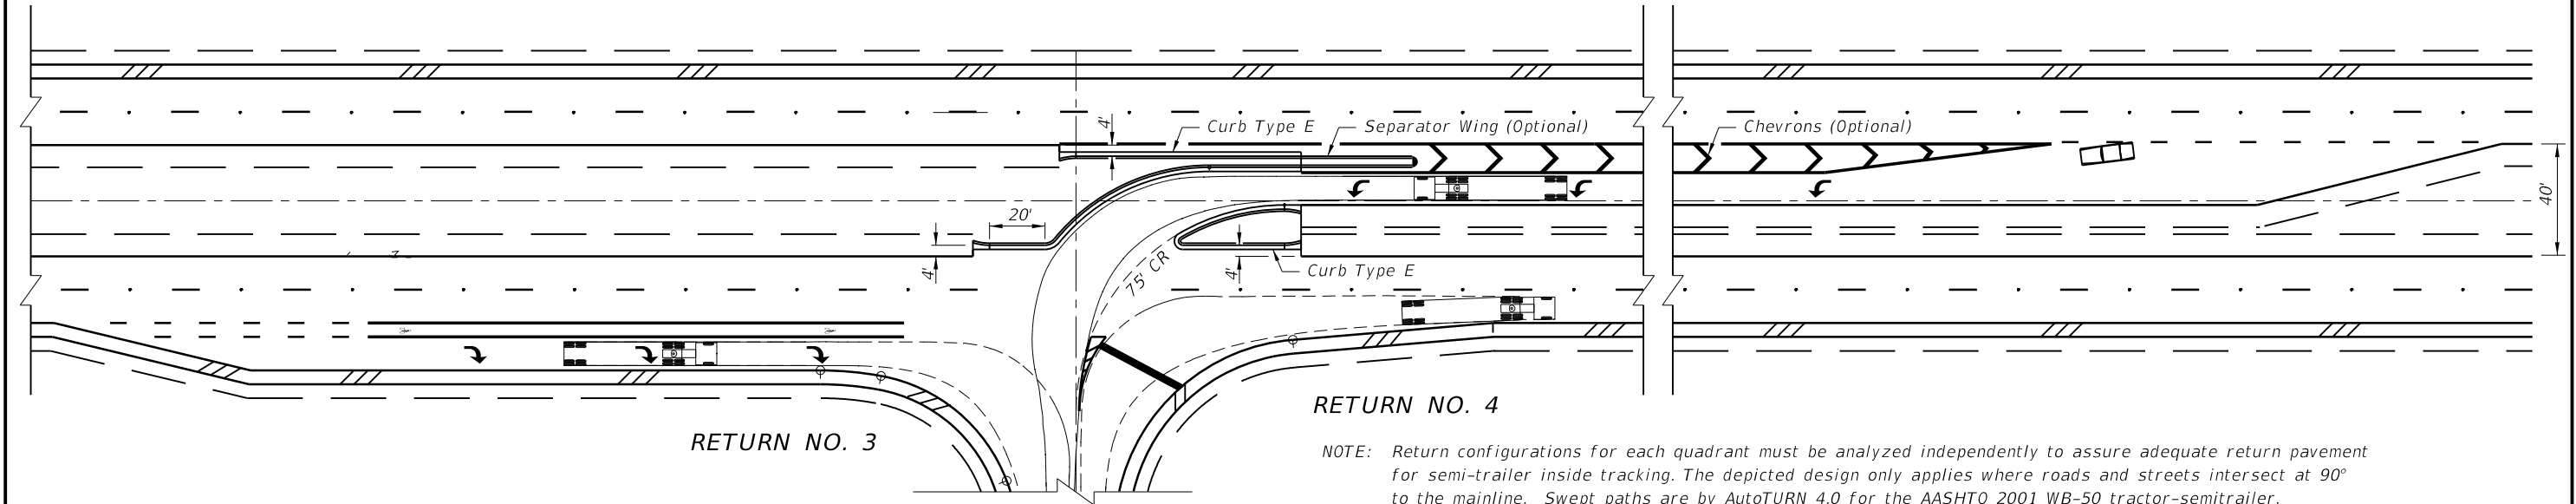 4'
Curb Type E
Separator Wing (Optional)
Chevrons (Optional)
40'
20'
4'
75' CR
4'
Curb Type E
RETURN NO. 4
RETURN NO. 3
NOTE: Return configurations for each quadrant must be analyzed independently to assure adequate return pavement
for semi-trailer inside tracking. The depicted design only applies where roads and streets intersect at 90°
to the mainline. Swept paths are by AutoTURN 4.0 for the AASHTO 2001 WB-50 tractor-semitrailer.